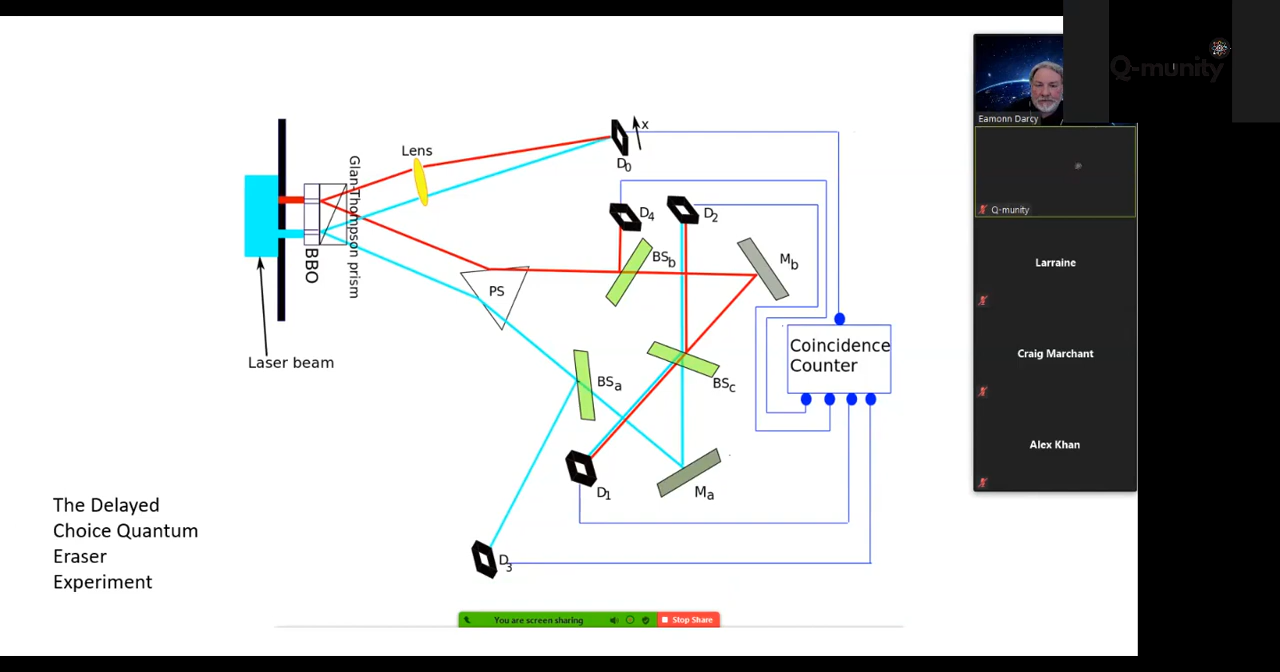 Q-munity
Eamonn Darcy
Q-munity
Larraine
Craig Marchant
Alex Khan
Lens
x
D0
Glan-Thompson prism
BBO
D4
D2
BSb
Mb
PS
Laser beam
Coincidence
Counter
BSa
BSc
D1
Ma
D3
The Delayed
Choice Quantum
Eraser
Experiment
You are screen sharing
Stop Share